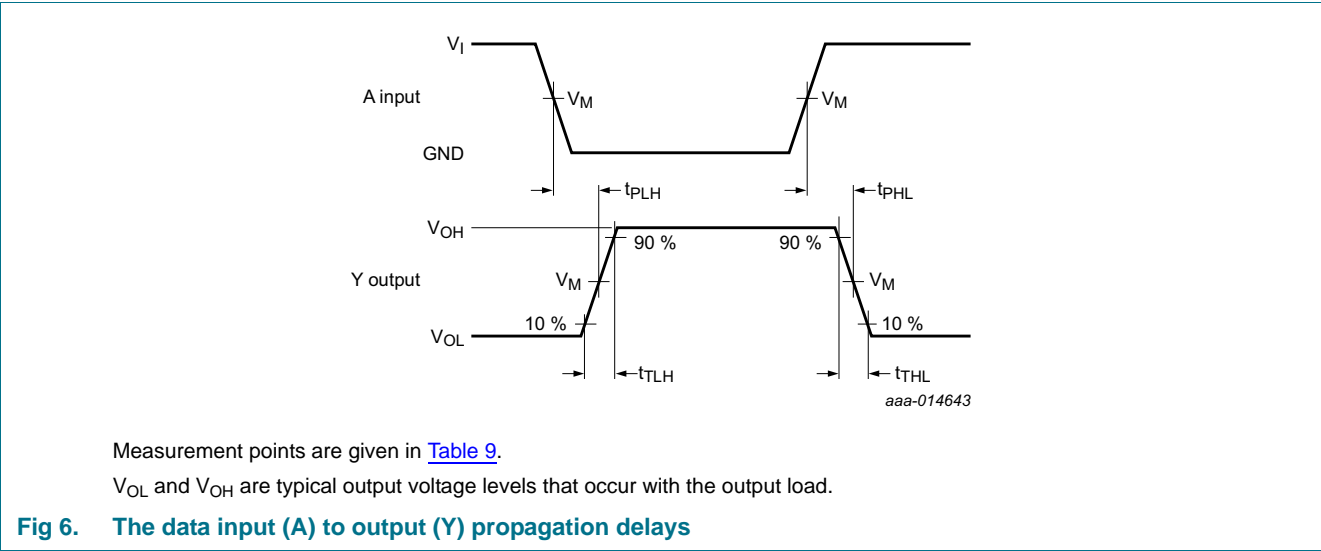 VI
A input
VM
VM
GND
tPLH
tPHL
VOH
90 %
90 %
Y output
VM
VM
10 %
10 %
VOL
tTLH
tTHL
aaa-014643
Measurement points are given in Table 9.
VOL and VOH are typical output voltage levels that occur with the output load.
Fig 6. The data input (A) to output (Y) propagation delays